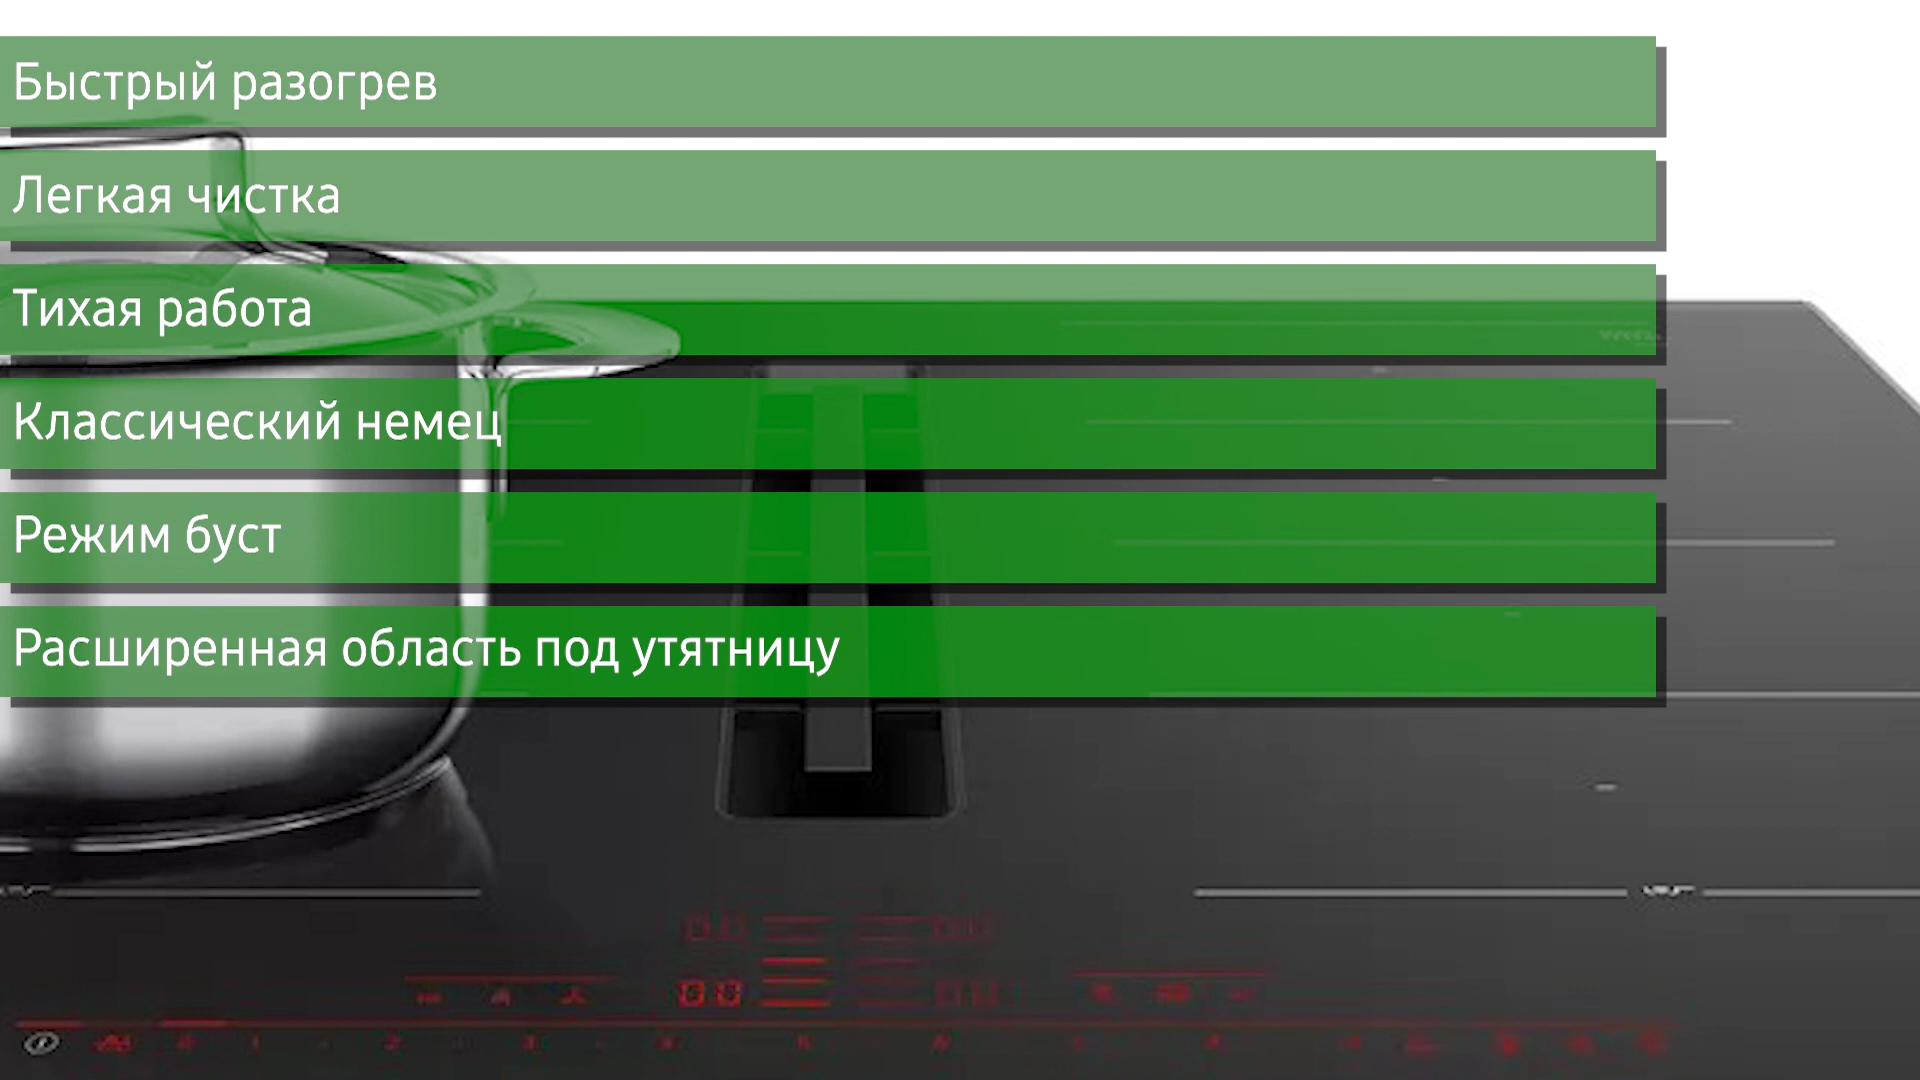 Быстрый разогрев
Легкая чистка
Тихая работа
Классический немец
Режим буст
Расширенная область под утятницу